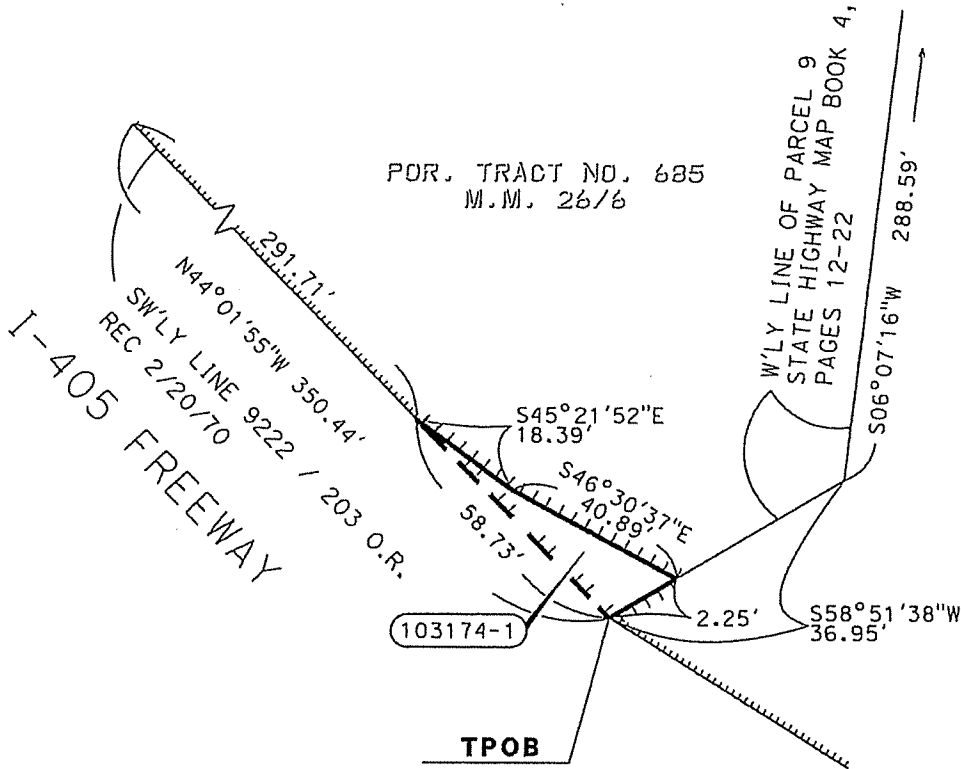 POR. TRACT NO. 685
M.M. 26/6
W'LY LINE OF PARCEL 9
STATE HIGHWAY MAP BOOK 4,
PAGES 12-22
288.59'
S06°07'16"W
291.71'
N44°01'55"W 350.44'
SW'LY LINE 9222 / 203 O.R.
REC 2/20/70
I-405 FREEWAY
S45°21'52"E
18.39'
S46°30'37"E
40.89'
58.73'
103174-1
2.25'
S58°51'38"W
36.95'
TPOB